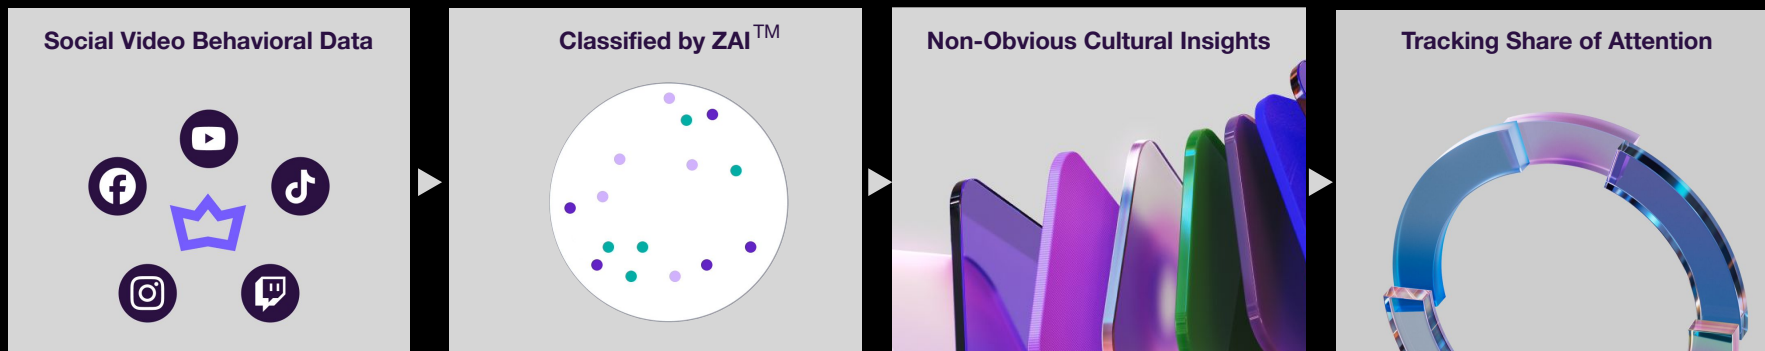 Social Video Behavioral Data
Classified by ZAI™
Non-Obvious Cultural Insights
Tracking Share of Attention